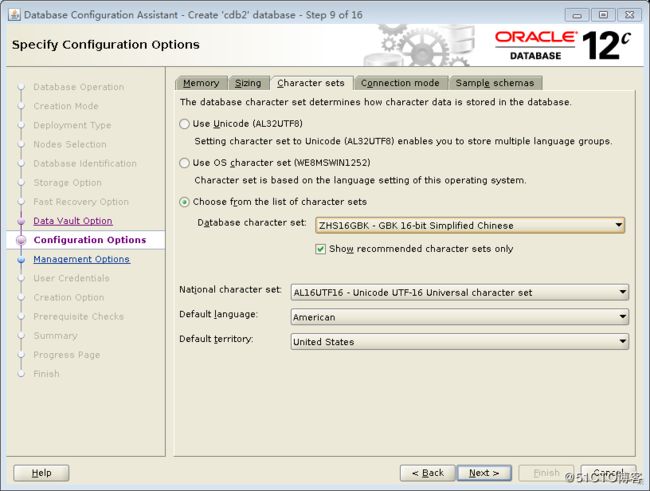 Database Configuration Assistant - Create 'cdb2' database - Step 9 of 16
Specify Configuration Options
ORACLE
DATABASE 12c
Database Operation
Creation Mode
Deployment Type
Nodes Selection
Database Identification
Storage Option
Fast Recovery Option
Data Vault Option
Configuration Options
Management Options
User Credentials
Creation Option
Prerequisite Checks
Summary
Progress Page
Finish
Memory Sizing Character sets Connection mode Sample schemas
The database character set determines how character data is stored in the database.
Use Unicode (AL32UTF8)
Setting character set to Unicode (AL32UTF8) enables you to store multiple language groups.
Use OS character set (WE8MSWIN1252)
Character set is based on the language setting of this operating system.
Choose from the list of character sets
Database character set: ZHS16GBK - GBK 16-bit Simplified Chinese
Show recommended character sets only
National character set: AL16UTF16 - Unicode UTF-16 Universal character set
Default language: American
Default territory: United States
Help < Back Next > Finish Cancel
@51CTO博客